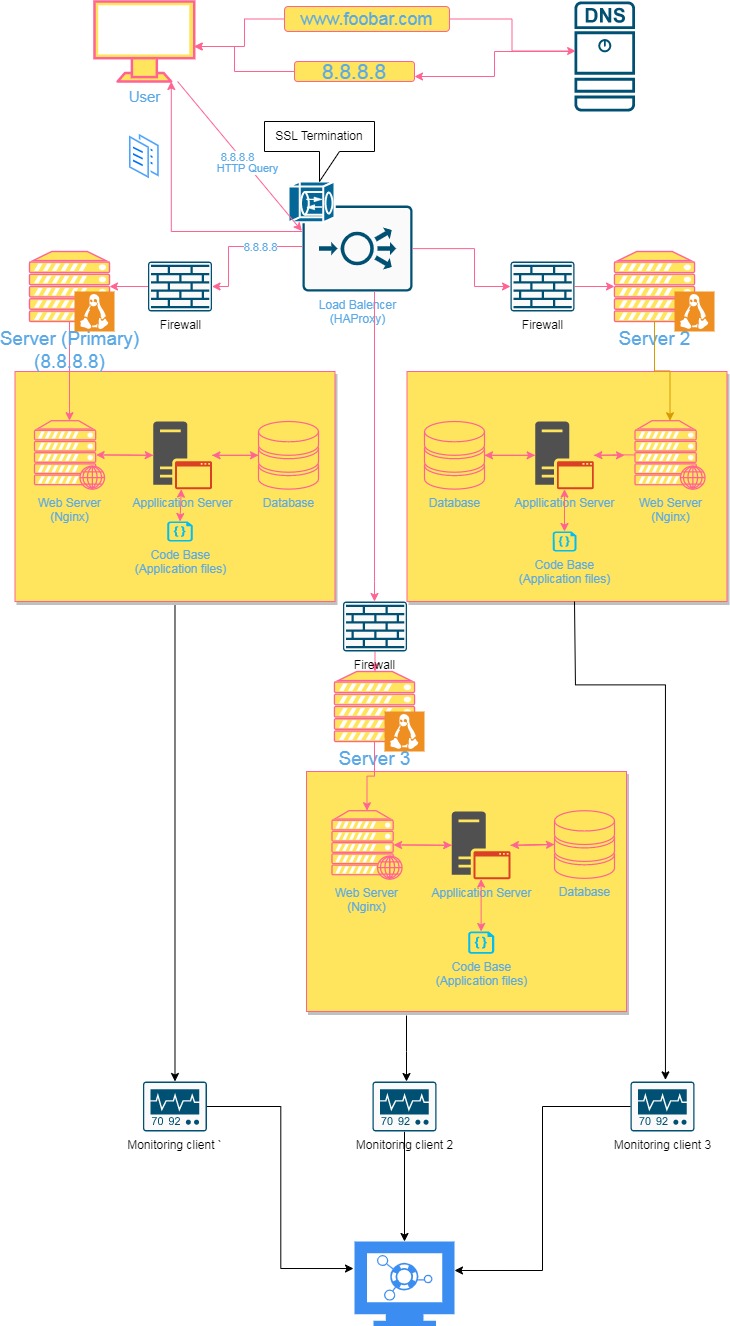 www.foobar.com
DNS
8.8.8.8
User
SSL Termination
8.8.8.8
HTTP Query
8.8.8.8
Load Balencer
(HAProxy)
Firewall
Firewall
Server (Primary)
(8.8.8.8)
Server 2
Web Server
(Nginx)
Appllication Server
Database
Code Base
(Application files)
Database
Appllication Server
Web Server
(Nginx)
Code Base
(Application files)
Firewall
Server 3
Web Server
(Nginx)
Appllication Server
Database
Code Base
(Application files)
70 92
70 92
70 92
Monitoring client `
Monitoring client 2
Monitoring client 3